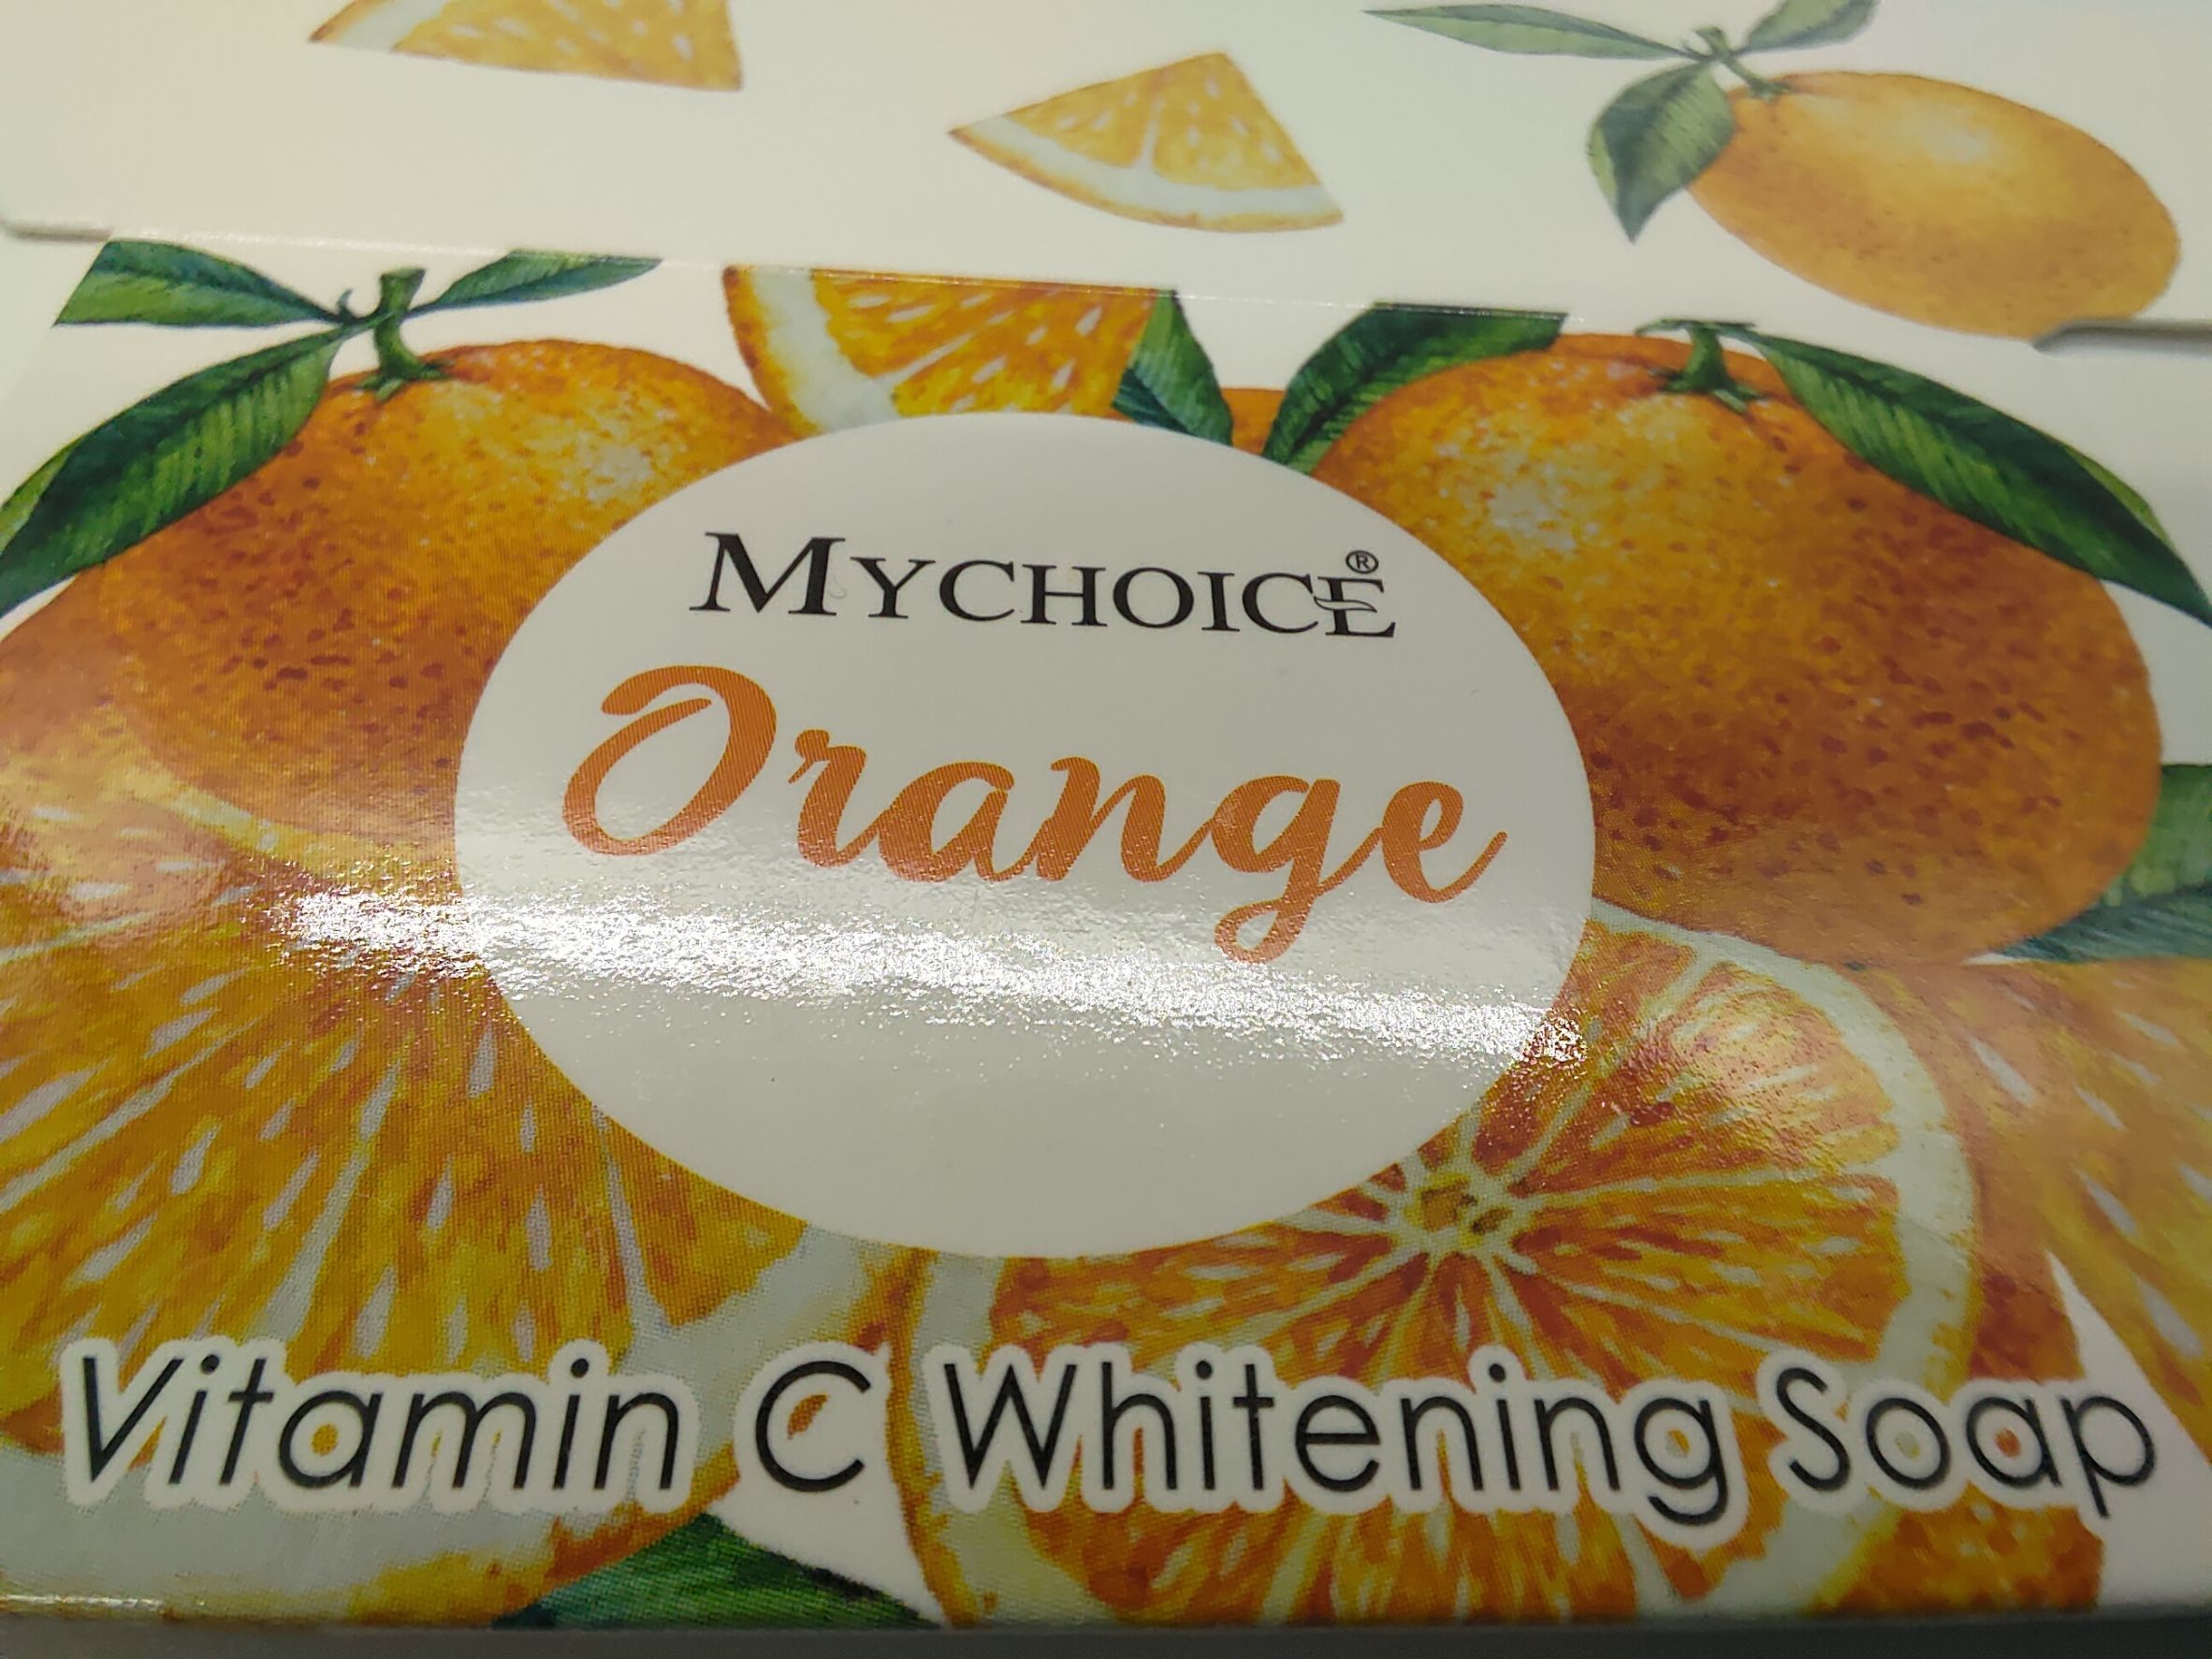 MYCHOICE®
Orange
Vitamin C Whitening Soap